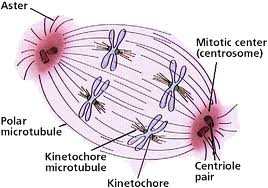 Aster
Mitotic center
(centrosome)
Polar
microtubule
Kinetochore
microtubule
Kinetochore
Centriole
pair